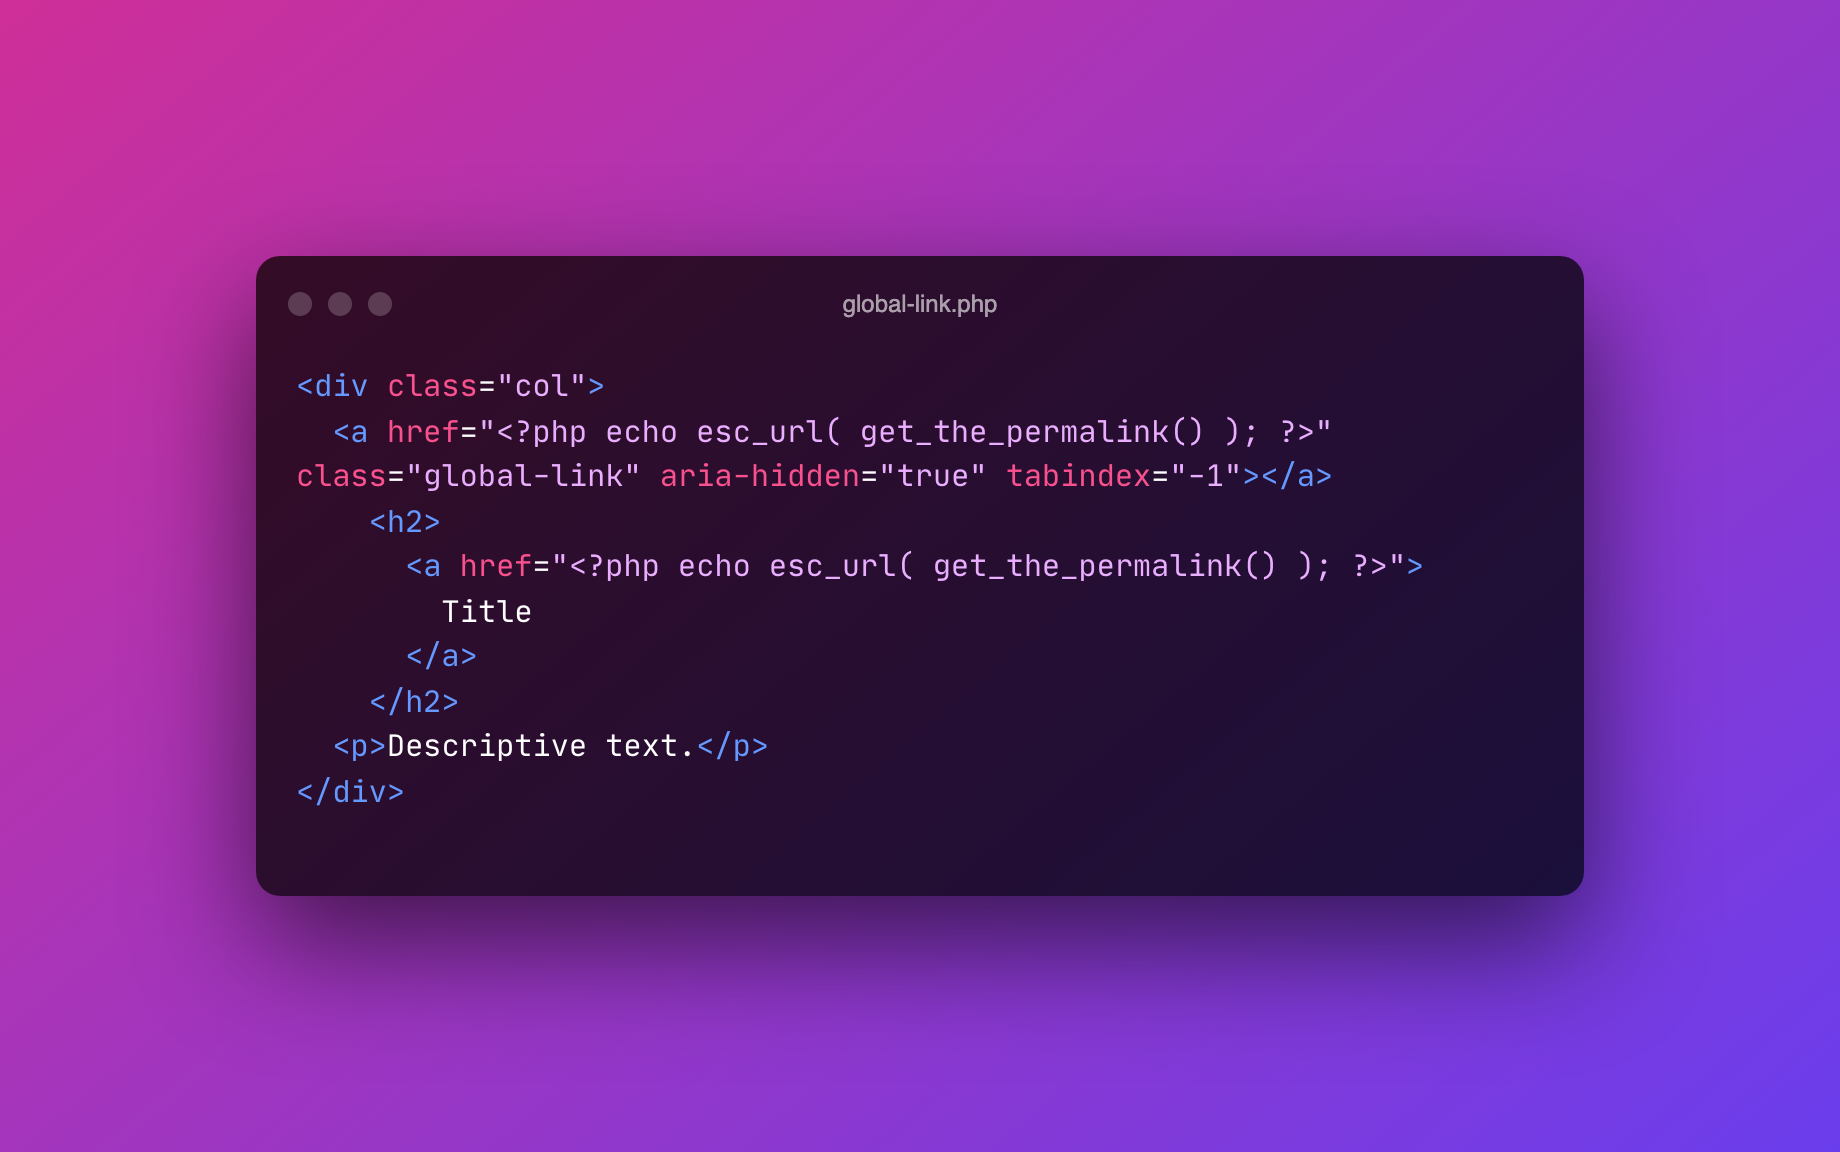 global-link.php
<div class="col">
  <a href="<?php echo esc_url( get_the_permalink() ); ?>"
class="global-link" aria-hidden="true" tabindex="-1"></a>
    <h2>
      <a href="<?php echo esc_url( get_the_permalink() ); ?>">
        Title
      </a>
    </h2>
  <p>Descriptive text.</p>
</div>